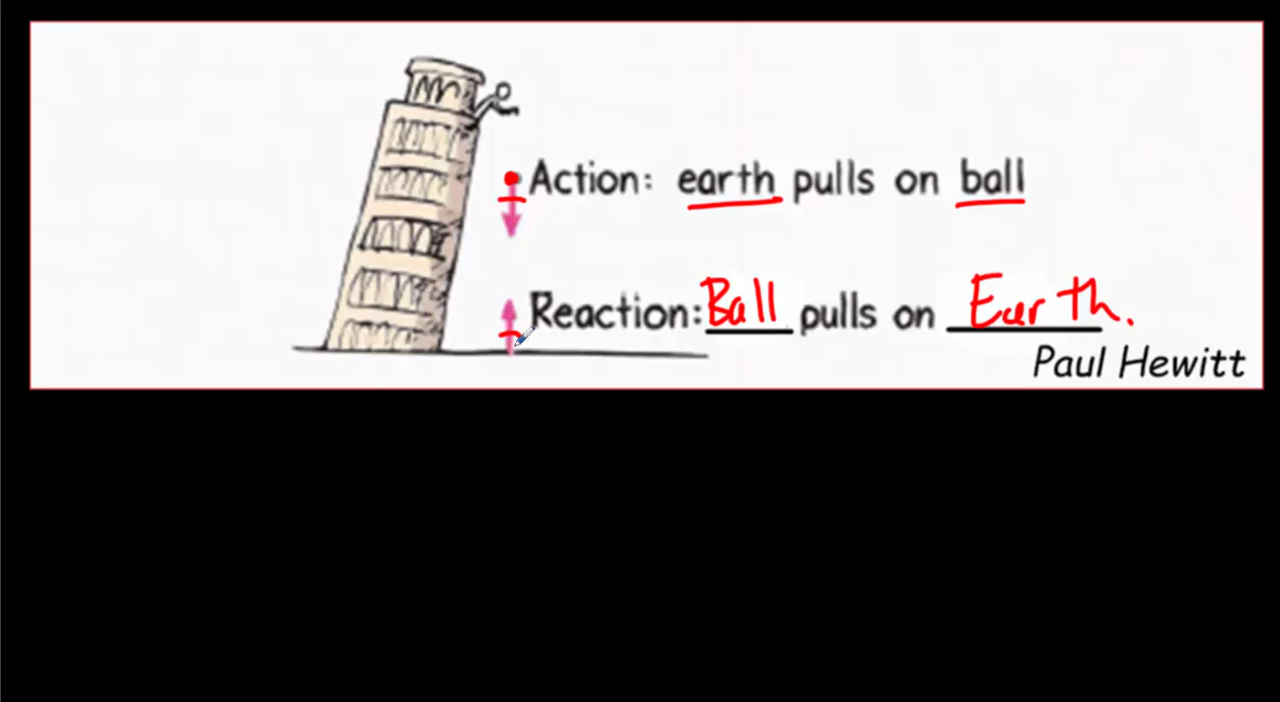 Action: earth pulls on ball
Reaction: Ball pulls on Earth.
Paul Hewitt